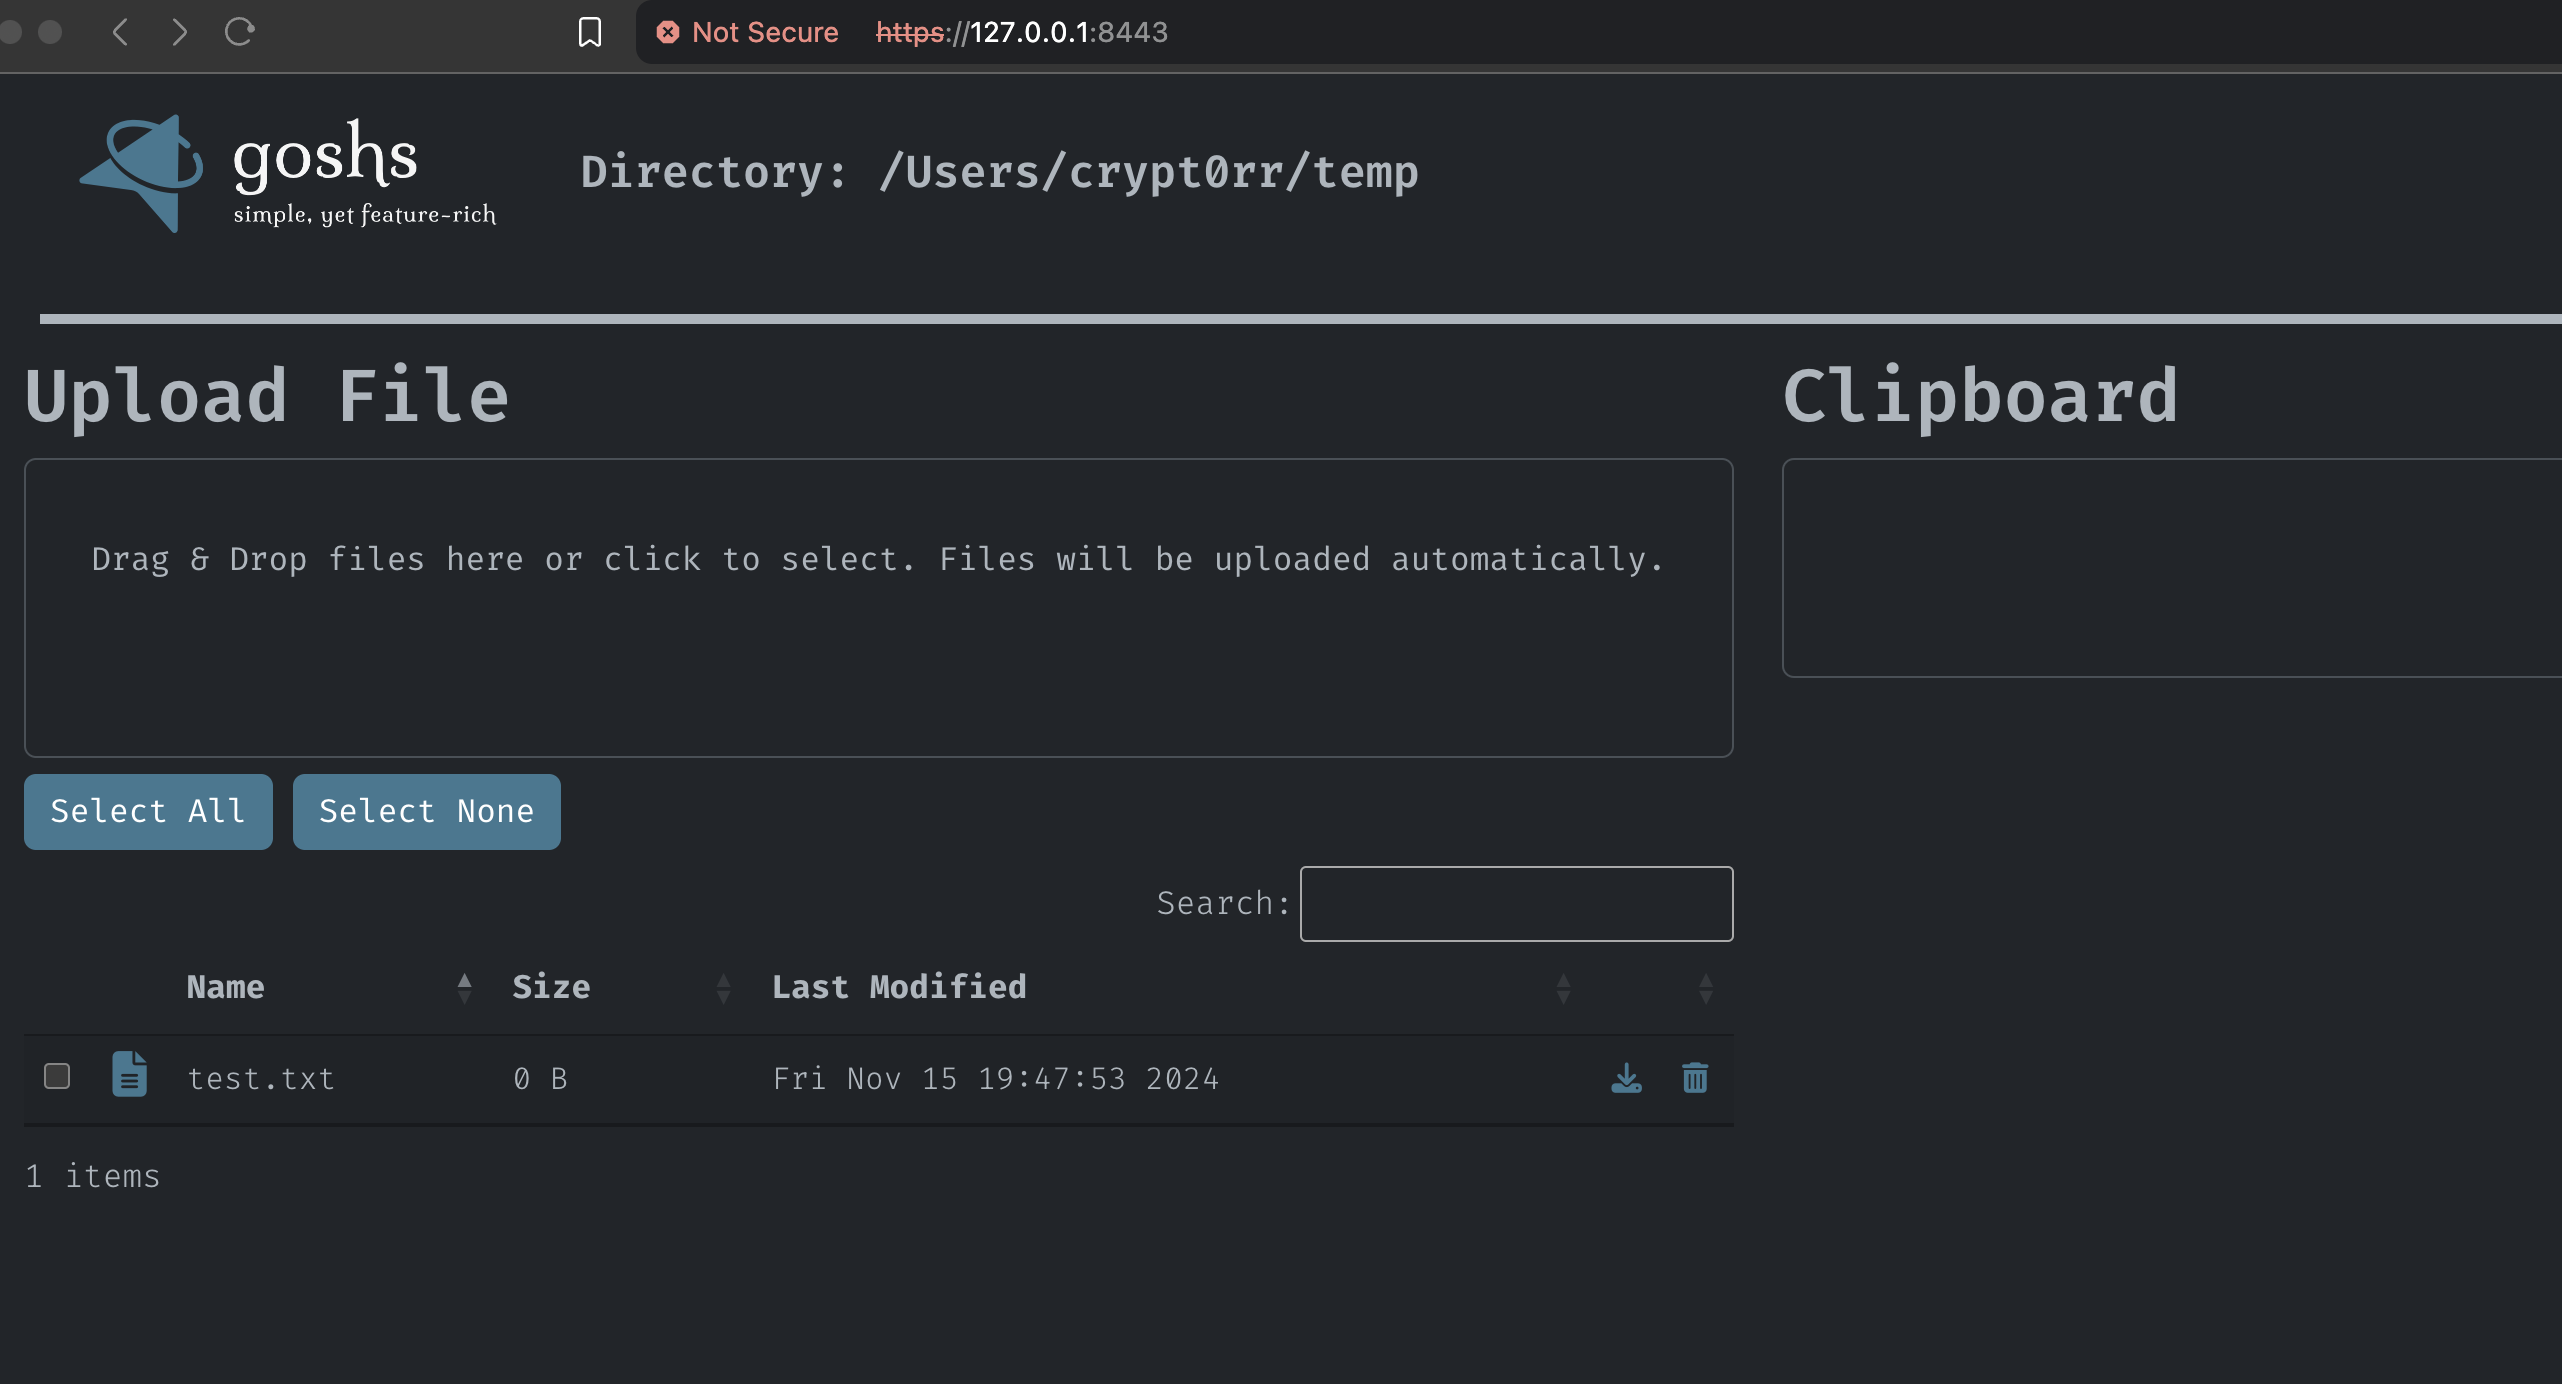 Not Secure https://127.0.0.1:8443
goshs
simple, yet feature-rich
Directory: /Users/crypt0rr/temp
Upload File
Clipboard
Drag & Drop files here or click to select. Files will be uploaded automatically.
Select All
Select None
Search:
Name Size Last Modified
test.txt 0 B Fri Nov 15 19:47:53 2024
1 items